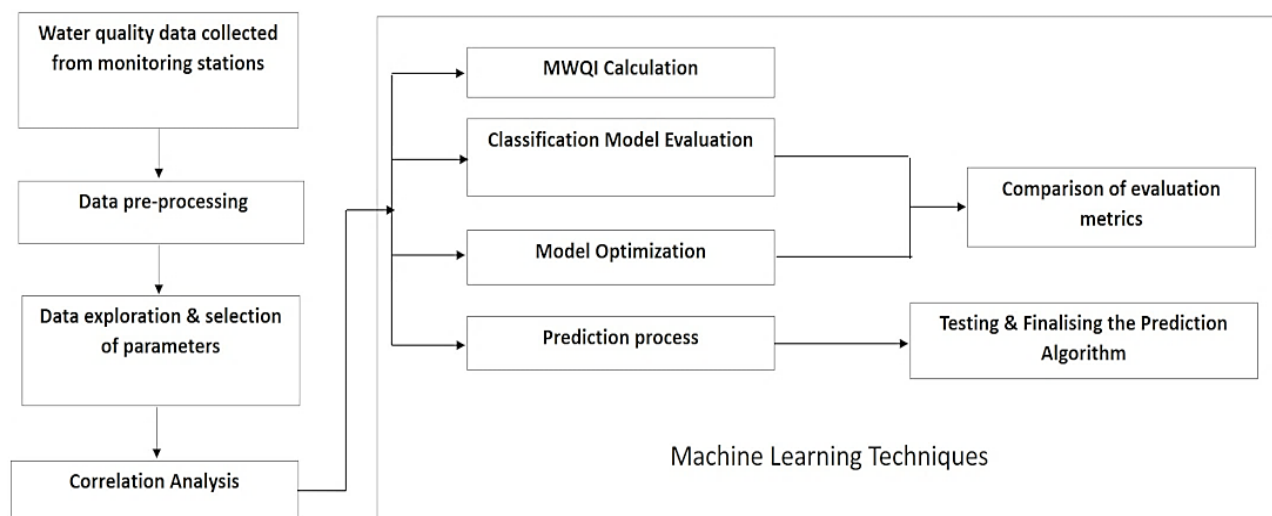 Water quality data collected
from monitoring stations
Data pre-processing
Data exploration & selection
of parameters
Correlation Analysis
MWQI Calculation
Classification Model Evaluation
Model Optimization
Prediction process
Comparison of evaluation
metrics
Testing & Finalising the Prediction
Algorithm
Machine Learning Techniques